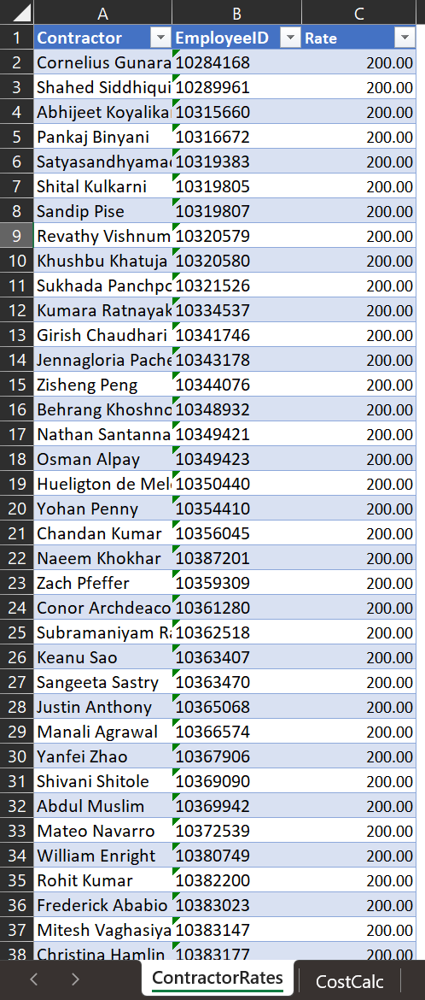 A B C
1 Contractor EmployeeID Rate
2 Cornelius Gunara 10284168 200.00
3 Shahed Siddhiqui 10289961 200.00
4 Abhijeet Koyalika 10315660 200.00
5 Pankaj Binyani 10316672 200.00
6 Satyasandhyama 10319383 200.00
7 Shital Kulkarni 10319805 200.00
8 Sandip Pise 10319807 200.00
9 Revathy Vishnum 10320579 200.00
10 Khushbu Khatuja 10320580 200.00
11 Sukhada Panchpo 10321526 200.00
12 Kumara Ratnayak 10334537 200.00
13 Girish Chaudhari 10341746 200.00
14 Jennagloria Pache 10343178 200.00
15 Zisheng Peng 10344076 200.00
16 Behrang Khoshno 10348932 200.00
17 Nathan Santanna 10349421 200.00
18 Osman Alpay 10349423 200.00
19 Hueligton de Mel 10350440 200.00
20 Yohan Penny 10354410 200.00
21 Chandan Kumar 10356045 200.00
22 Naeem Khokhar 10387201 200.00
23 Zach Pfeffer 10359309 200.00
24 Conor Archdeaco 10361280 200.00
25 Subramaniyam Ra 10362518 200.00
26 Keanu Sao 10363407 200.00
27 Sangeeta Sastry 10363470 200.00
28 Justin Anthony 10365068 200.00
29 Manali Agrawal 10366574 200.00
30 Yanfei Zhao 10367906 200.00
31 Shivani Shitole 10369090 200.00
32 Abdul Muslim 10369942 200.00
33 Mateo Navarro 10372539 200.00
34 William Enright 10380749 200.00
35 Rohit Kumar 10382200 200.00
36 Frederick Ababio 10383023 200.00
37 Mitesh Vaghasiya 10383147 200.00
38 Christina Hamlin 10383177 200.00
ContractorRates CostCalc